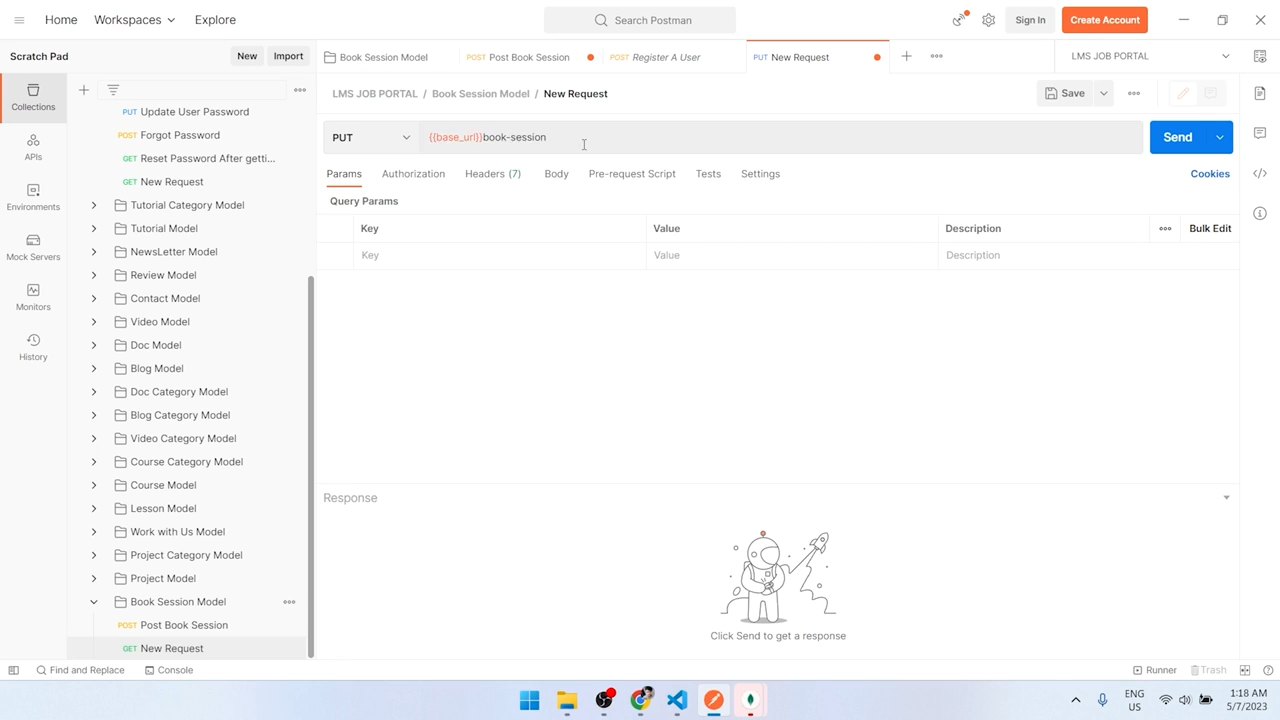 Home Workspaces Explore Search Postman Sign In Create Account
Scratch Pad New Import Book Session Model POST Post Book Session POST Register A User PUT New Request LMS JOB PORTAL
Collections
APIs
Environments
Mock Servers
Monitors
History
PUT Update User Password
POST Forgot Password
GET Reset Password After getti...
GET New Request
Tutorial Category Model
Tutorial Model
NewsLetter Model
Review Model
Contact Model
Video Model
Doc Model
Blog Model
Doc Category Model
Blog Category Model
Video Category Model
Course Category Model
Course Model
Lesson Model
Work with Us Model
Project Category Model
Project Model
Book Session Model
POST Post Book Session
GET New Request
LMS JOB PORTAL / Book Session Model / New Request Save
PUT {{base_url}}book-session Send
Params Authorization Headers (7) Body Pre-request Script Tests Settings Cookies
Query Params
Key Value Description Bulk Edit
Key Value Description
Response
Click Send to get a response
Find and Replace Console Runner Trash
ENG
US
1:18 AM
5/7/2023